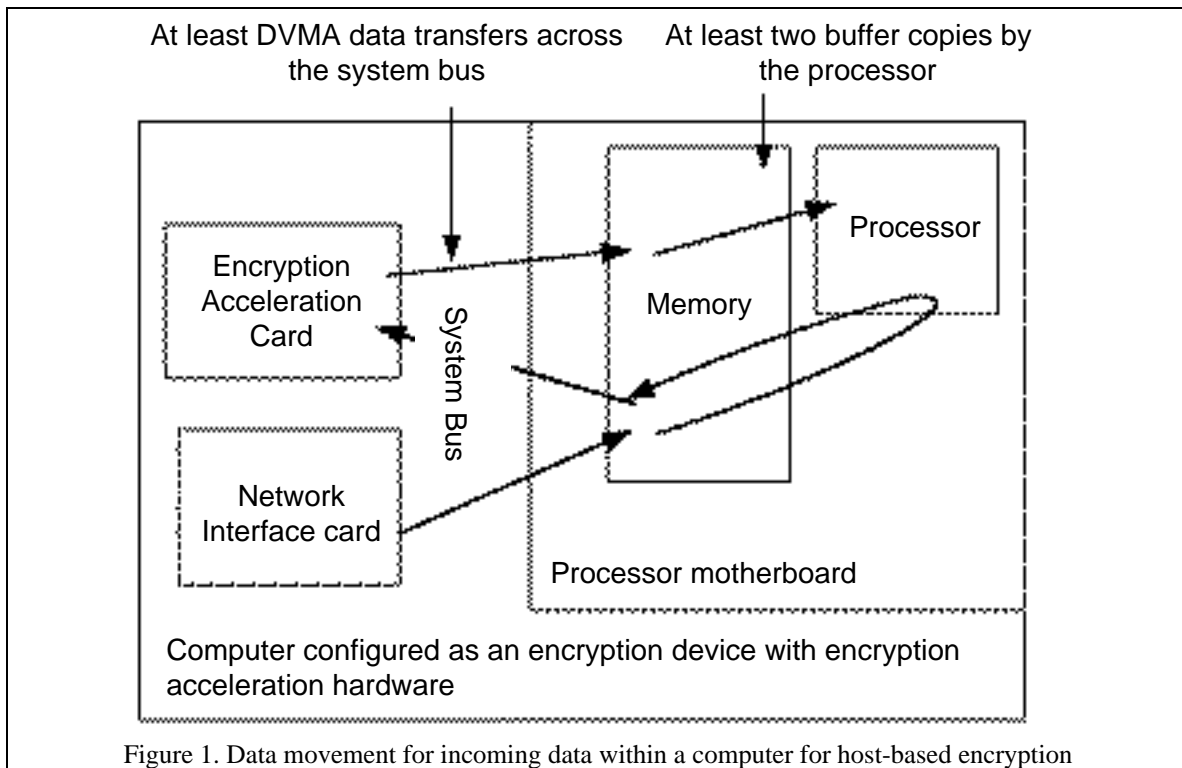 At least DVMA data transfers across
the system bus
At least two buffer copies by
the processor
Encryption
Acceleration
Card
System Bus
Memory
Processor
Network
Interface card
Processor motherboard
Computer configured as an encryption device with encryption
acceleration hardware
Figure 1. Data movement for incoming data within a computer for host-based encryption